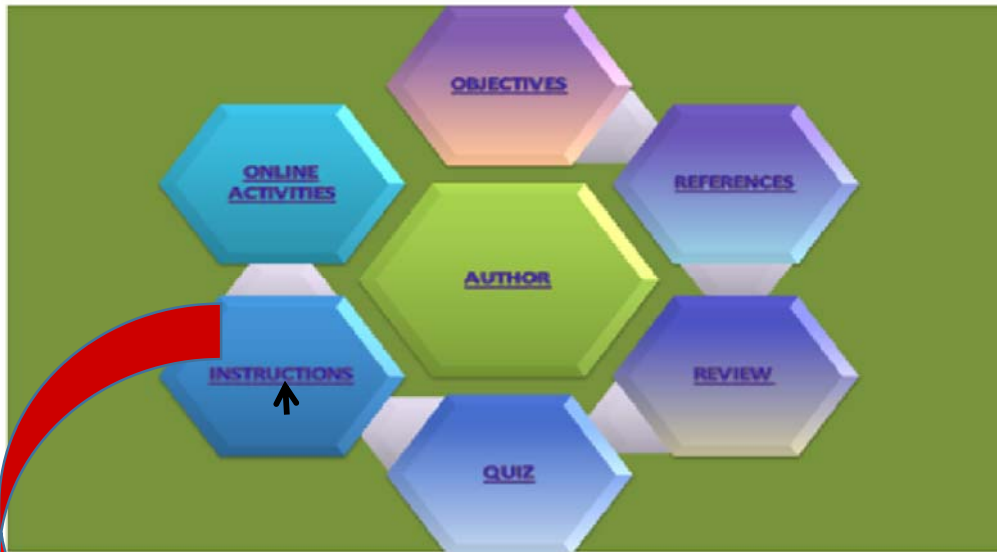 OBJECTIVES
ONLINE
ACTIVITIES
REFERENCES
AUTHOR
INSTRUCTIONS
REVIEW
QUIZ